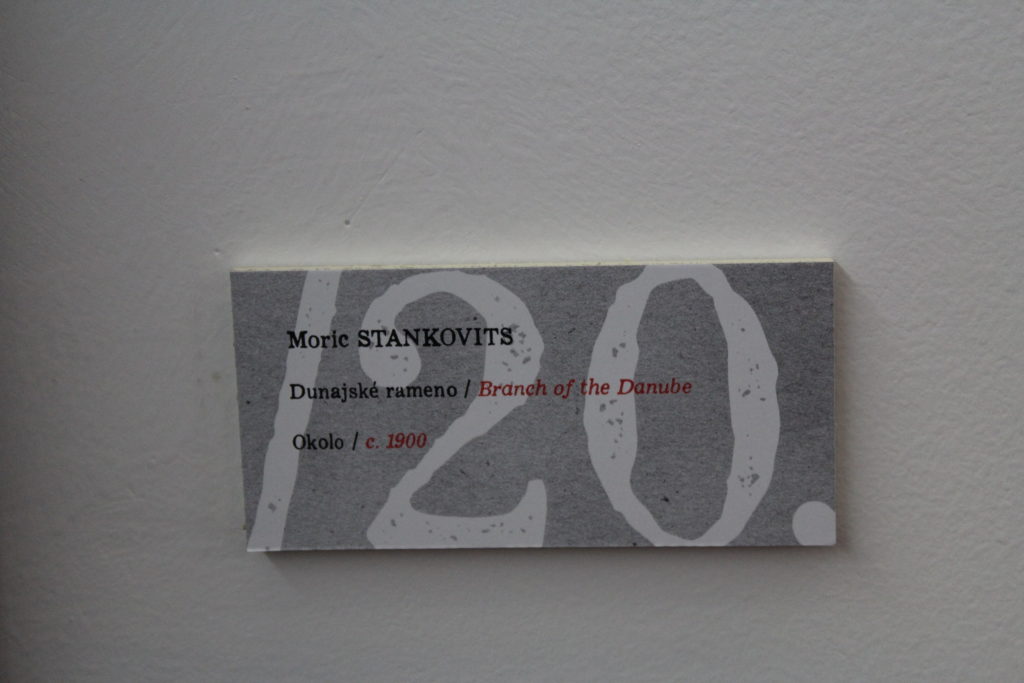 /20.
Moric STANKOVITS
Dunajské rameno / Branch of the Danube
Okolo / c. 1900